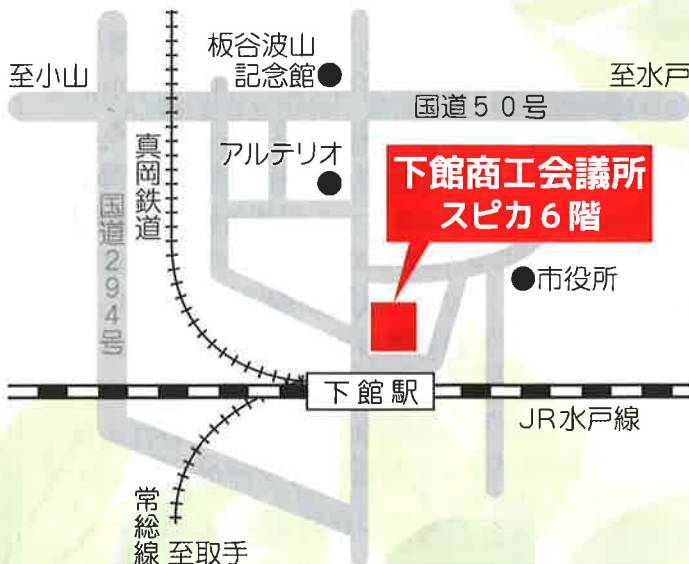 板谷波山
記念館
至小山
至水戸
国道50号
真岡鉄道
アルテリオ
下館商工会議所
スピカ6階
国道294号
市役所
下館駅
JR水戸線
常総線
至取手